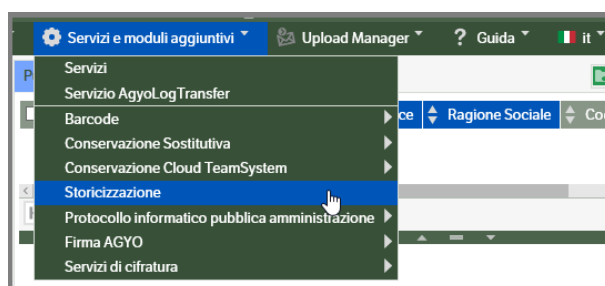 Servizi e moduli aggiuntivi Upload Manager ? Guida it
Servizi
Servizio AgyoLogTransfer
Barcode
Ragione Sociale
Conservazione Sostitutiva
Conservazione Cloud TeamSystem
Storicizzazione
Protocollo informatico pubblica amministrazione
Firma AGYO
Servizi di cifratura